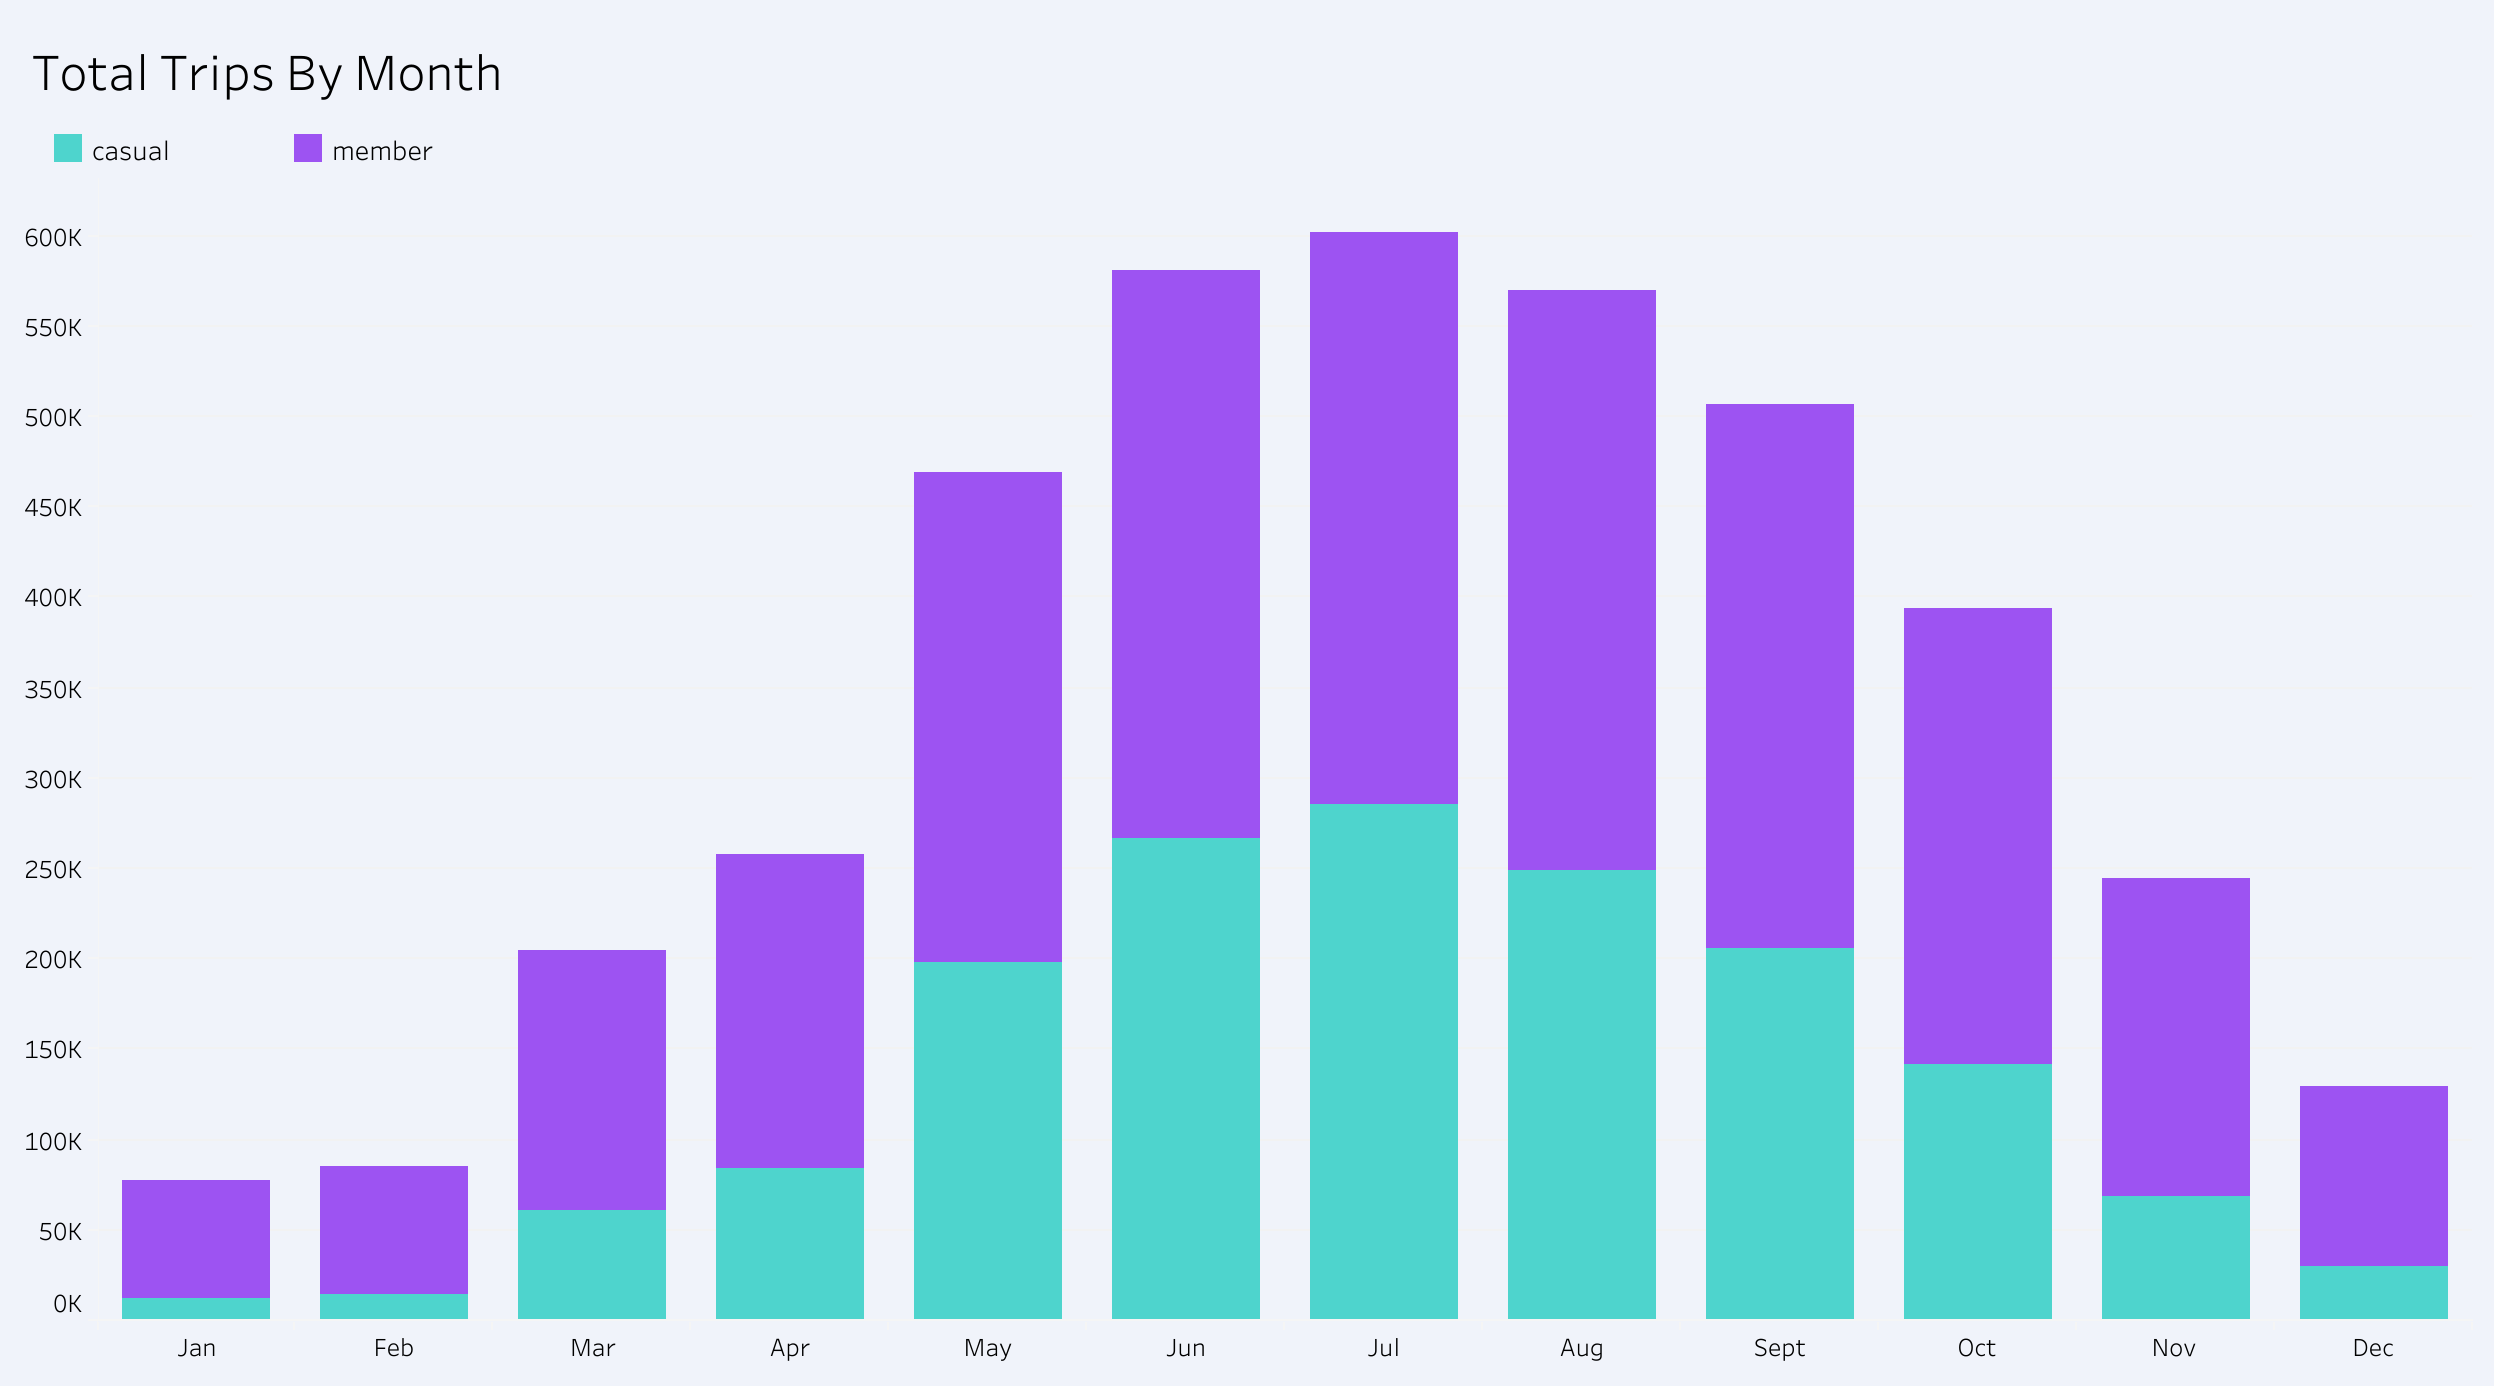 Total Trips By Month
casual member
600K
550K
500K
450K
400K
350K
300K
250K
200K
150K
100K
50K
0K
Jan Feb Mar Apr May Jun Jul Aug Sept Oct Nov Dec